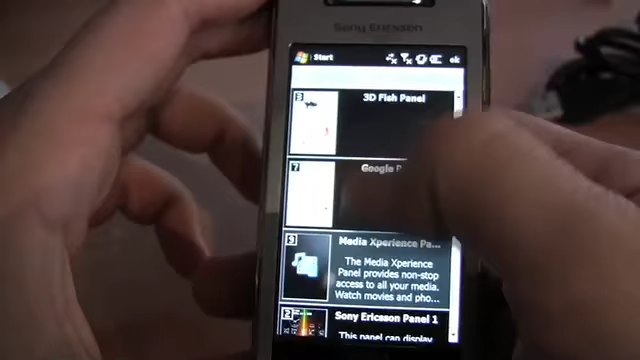 Sony Ericsson
Start ok
3 3D Fish Panel
7 Google
3 Media Xperience Pa...
The Media Xperience
Panel provides non-stop
access to all your media.
Watch movies and pho...
2 Sony Ericsson Panel 1
This panel can display